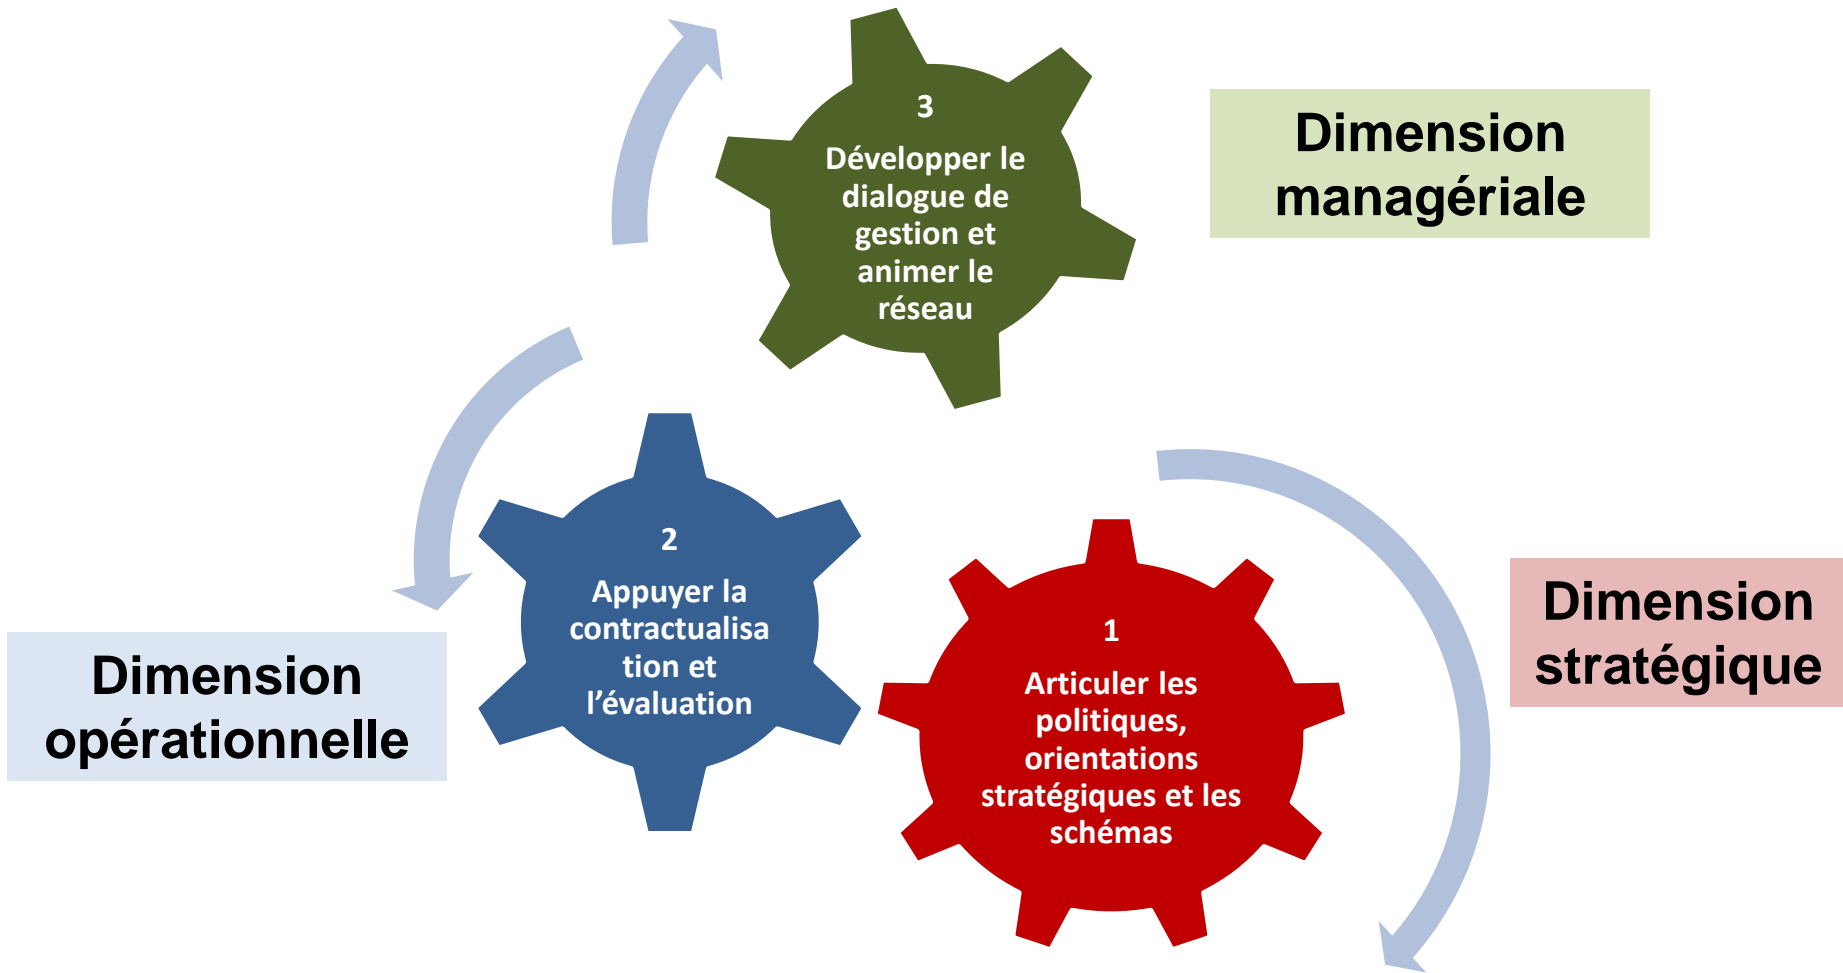 3
Développer le
dialogue de
gestion et
animer le
réseau
Dimension
managériale
2
Appuyer la
contractualisa
tion et
l’évaluation
Dimension
opérationnelle
1
Articuler les
politiques,
orientations
stratégiques et les
schémas
Dimension
stratégique